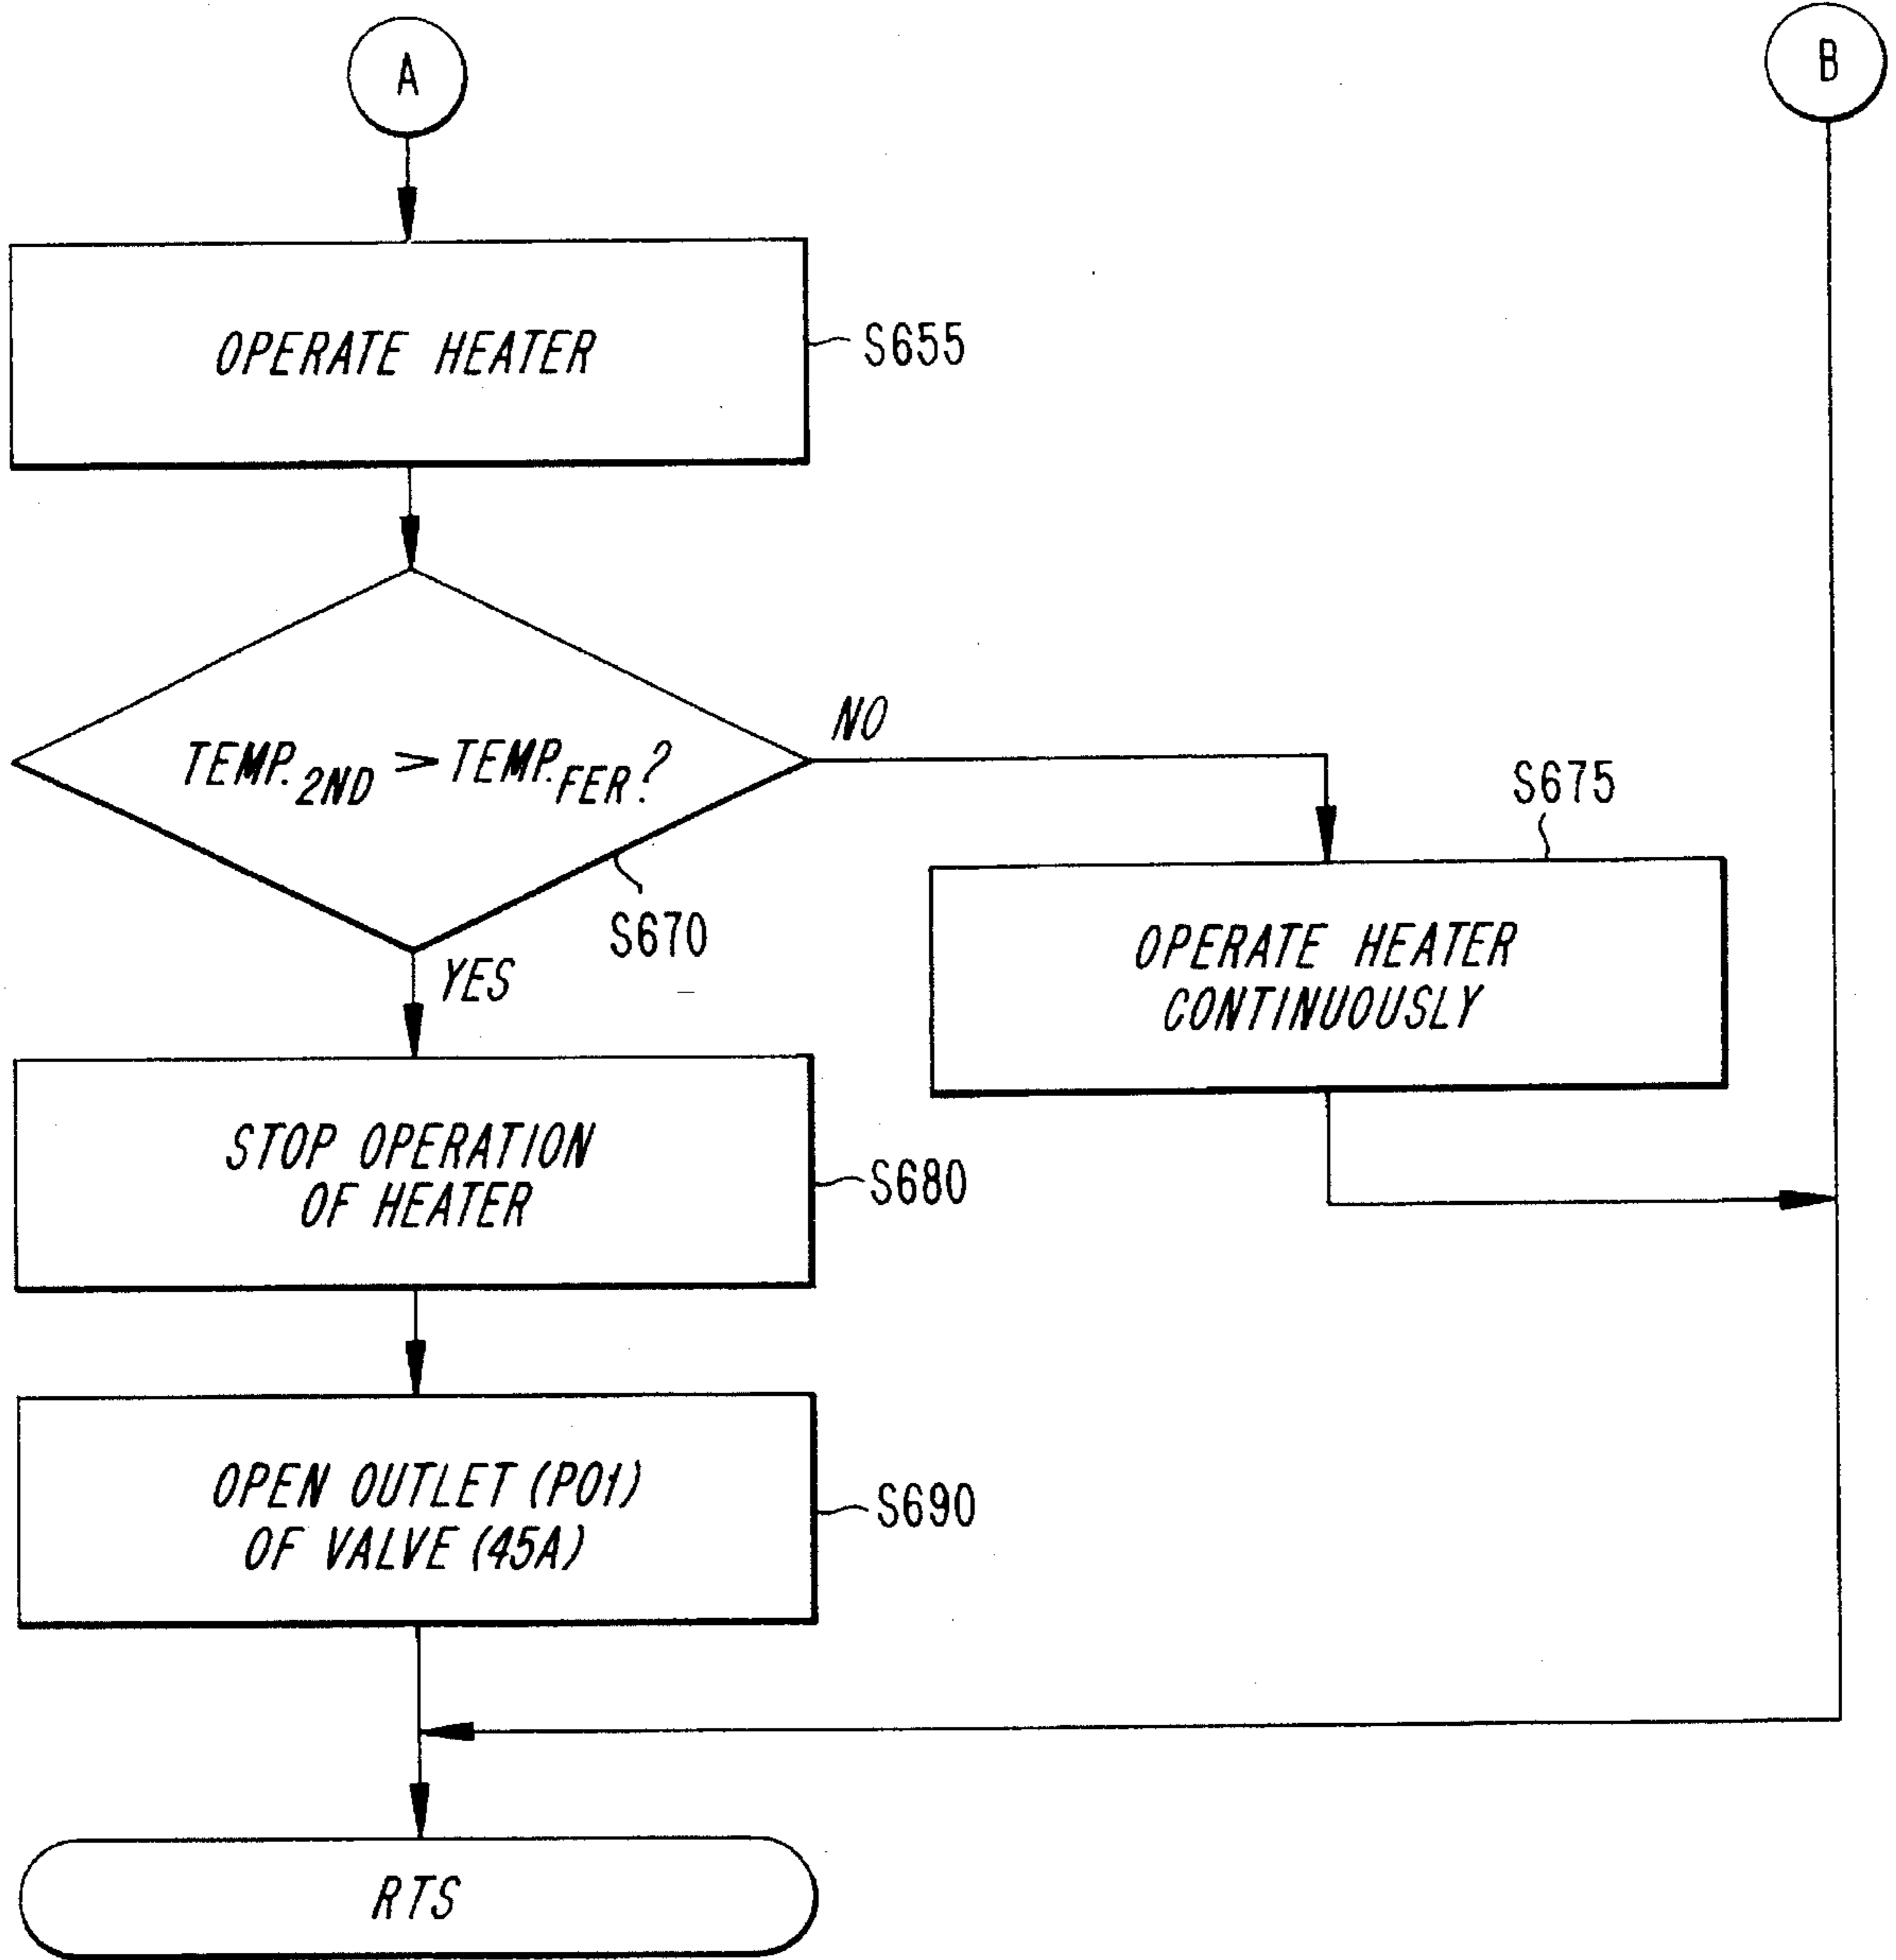 A
B
OPERATE HEATER
S655
TEMP.2ND > TEMP.FER?
NO
S670
YES
S675
OPERATE HEATER
CONTINUOUSLY
STOP OPERATION
OF HEATER
S680
OPEN OUTLET (P01)
OF VALVE (45A)
S690
RTS